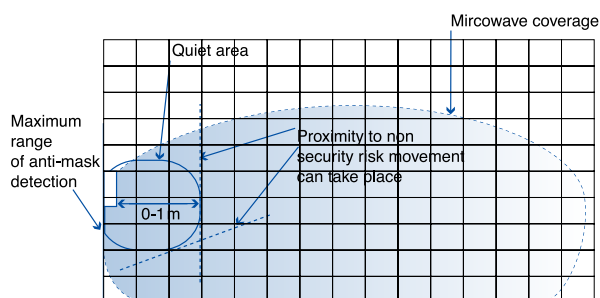 Mircowave coverage
Quiet area
Maximum
range
of anti-mask
detection
Proximity to non
security risk movement
can take place
0-1m